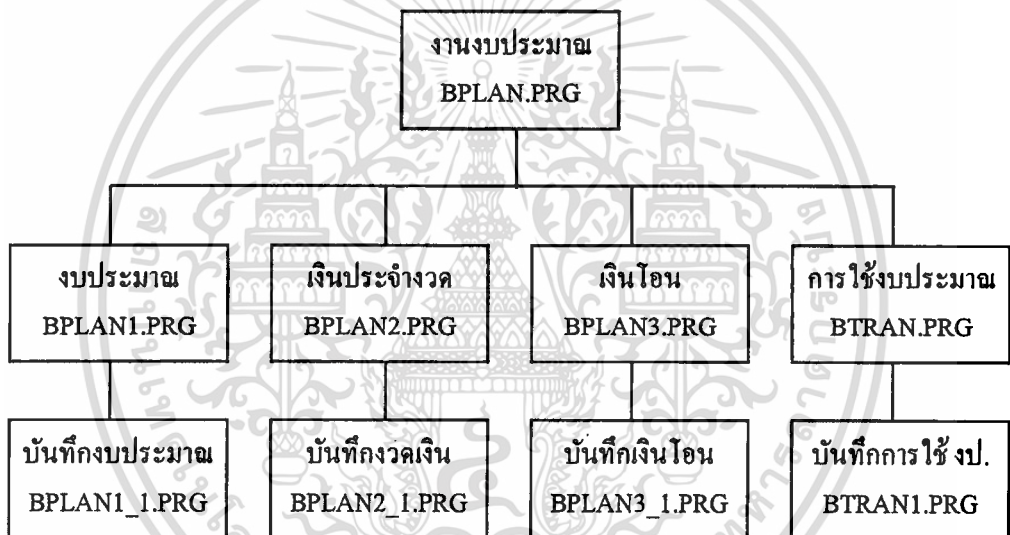 งานงบประมาณ
BPLAN.PRG
งบประมาณ
BPLAN1.PRG
เงินประจำงวด
BPLAN2.PRG
เงินโอน
BPLAN3.PRG
การใช้งบประมาณ
BTRAN.PRG
บันทึกงบประมาณ
BPLAN1_1.PRG
บันทึกงวดเงิน
BPLAN2_1.PRG
บันทึกเงินโอน
BPLAN3_1.PRG
บันทึกการใช้ งป.
BTRAN1.PRG